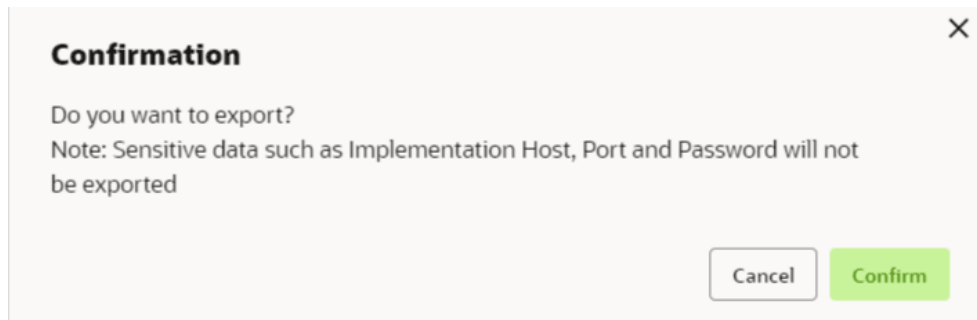 Confirmation
Do you want to export?
Note: Sensitive data such as Implementation Host, Port and Password will not
be exported
Cancel
Confirm